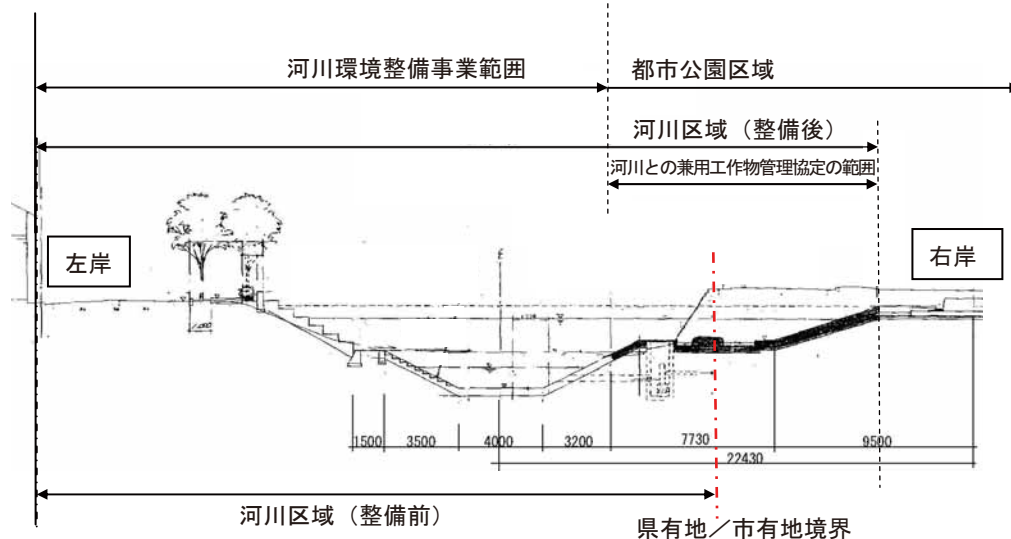 河川環境整備事業範囲
都市公園区域
河川区域（整備後）
河川との兼用工作物管理協定の範囲
左岸
右岸
1500
3500
4000
3200
7730
9500
22430
河川区域（整備前）
県有地／市有地境界